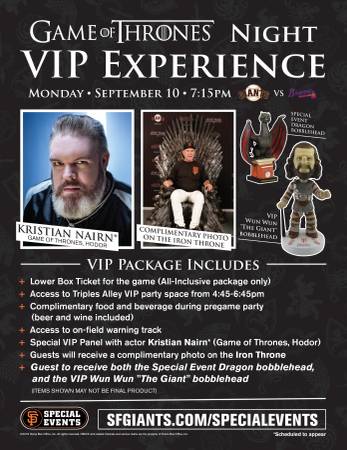 GAME OF THRONES NIGHT
VIP EXPERIENCE
MONDAY • SEPTEMBER 10 • 7:15PM SF VS Braves
SPECIAL
EVENT
DRAGON
BOBBLEHEAD
KRISTIAN NAIRN*
GAME OF THRONES, HODOR
COMPLIMENTARY PHOTO
ON THE IRON THRONE
VIP
WUN WUN
"THE GIANT"
BOBBLEHEAD
VIP PACKAGE INCLUDES
+ Lower Box Ticket for the game (All-Inclusive package only)
+ Access to Triples Alley VIP party space from 4:45-6:45pm
+ Complimentary food and beverage during pregame party
(beer and wine included)
+ Access to on-field warning track
+ Special VIP Panel with actor Kristian Nairn* (Game of Thrones, Hodor)
+ Guests will receive a complimentary photo on the Iron Throne
+ Guest to receive both the Special Event Dragon bobblehead,
and the VIP Wun Wun "The Giant" bobblehead
(ITEMS SHOWN MAY NOT BE FINAL PRODUCT)
SF SPECIAL
EVENTS
SFGIANTS.COM/SPECIALEVENTS
*Scheduled to appear